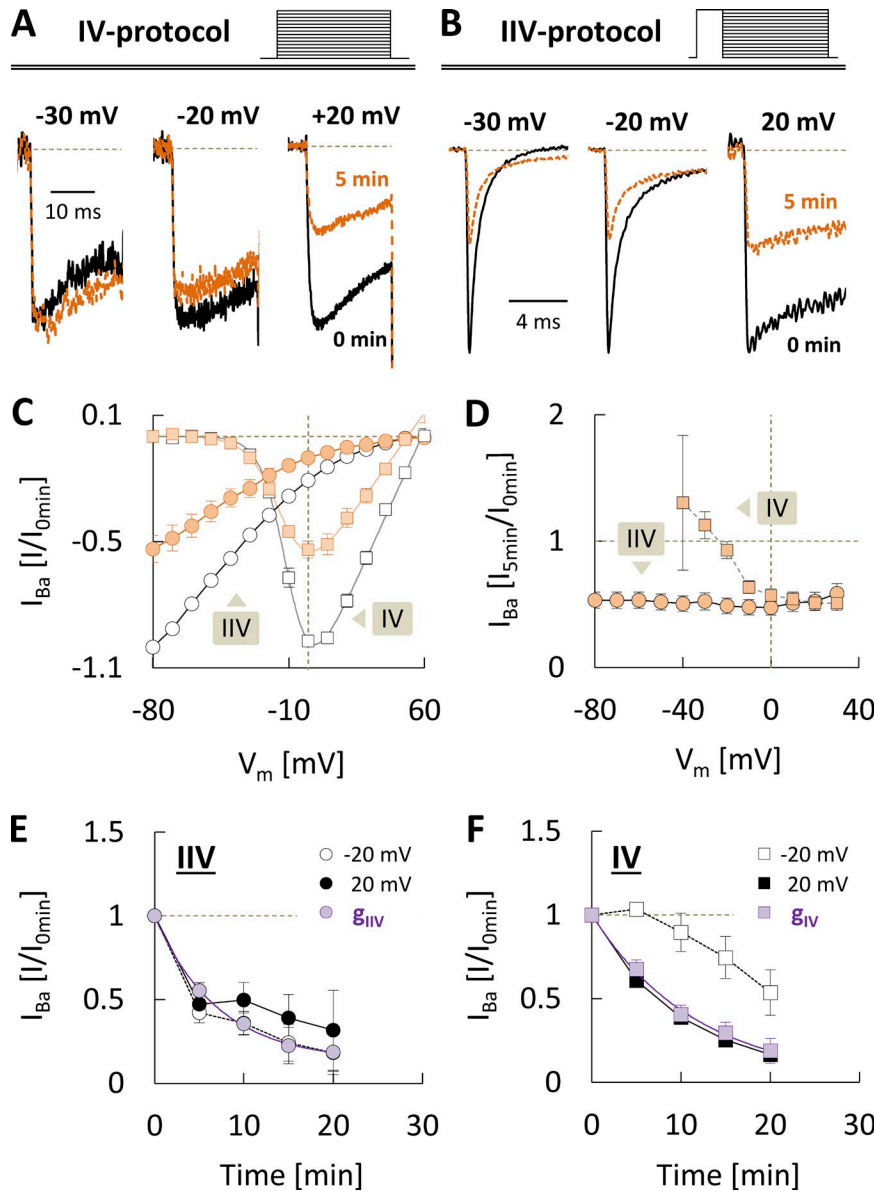 A IV-protocol
B IIV-protocol
-30 mV -20 mV +20 mV
5 min
10 ms
0 min
-30 mV -20 mV 20 mV
5 min
4 ms
0 min
C
0.1
-0.5
-1.1
I_Ba [I/I_0min]
IIV
IV
-80 -10 60
V_m [mV]
D
2
1
0
I_Ba [I_5min/I_0min]
IIV
IV
-80 -40 0 40
V_m [mV]
E
IIV
1.5
1
0.5
0
I_Ba [I/I_0min]
-20 mV
20 mV
g_IIV
0 10 20 30
Time [min]
F
IV
1.5
1
0.5
0
I_Ba [I/I_0min]
-20 mV
20 mV
g_IV
0 10 20 30
Time [min]